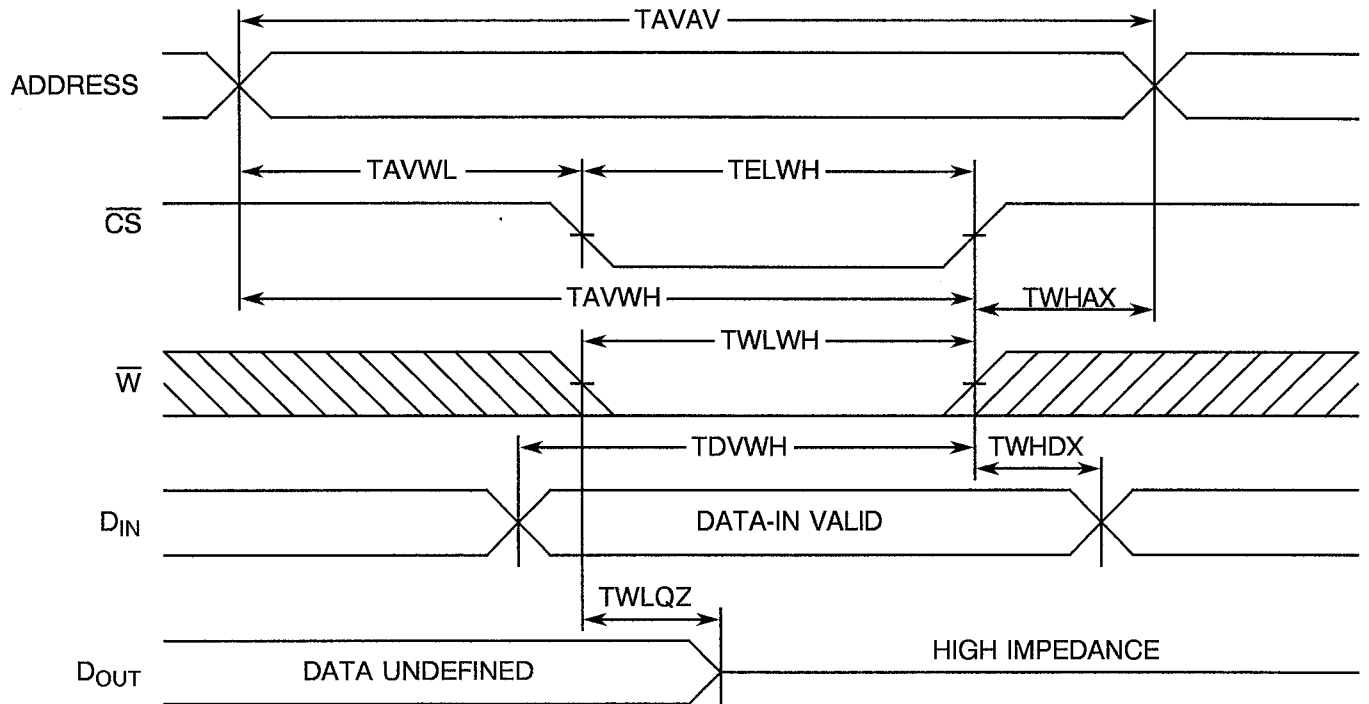 TAVAV
ADDRESS
TAVWL
TELWH
CS
TAVWH
TWHAX
TWLWH
W
TDVWH
TWHDX
DIN
DATA-IN VALID
TWLQZ
DOUT
DATA UNDEFINED
HIGH IMPEDANCE